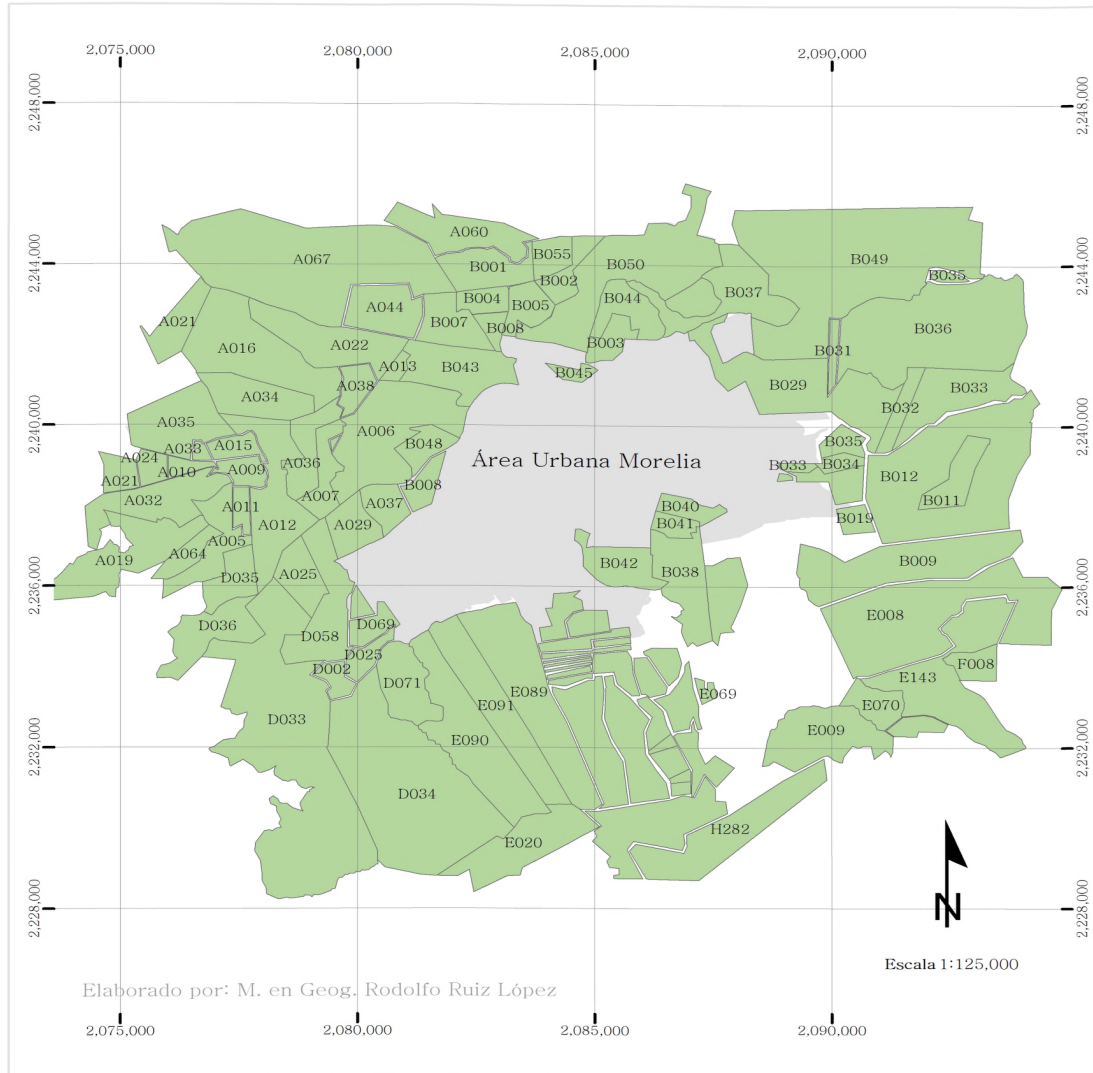 2,075,000
2,080,000
2,085,000
2,090,000
2,248,000
2,248,000
A060
B055
B001
B050
A067
2,244,000
B002
B049
2,244,000
B035
B004
B005
B044
B037
A044
A021
B007
B008
B036
A016
A022
B003
B031
A013
B043
B045
A038
B029
B033
A034
B032
A035
2,240,000
A006
2,240,000
A033
A015
B048
B035
A024
A010
A009
A036
Área Urbana Morelia
B033
B034
B012
A021
B008
A032
A007
A037
B011
A011
B040
A012
A029
B041
B019
A005
A019
A064
D035
A025
B042
B038
B009
2,236,000
2,236,000
D036
D069
E008
D058
D025
D002
F008
D071
E143
E089
E069
E091
E070
D033
E009
2,232,000
E090
2,232,000
D034
H282
E020
2,228,000
N
2,228,000
Escala 1:125,000
Elaborado por: M. en Geog. Rodolfo Ruiz López
2,075,000
2,080,000
2,085,000
2,090,000